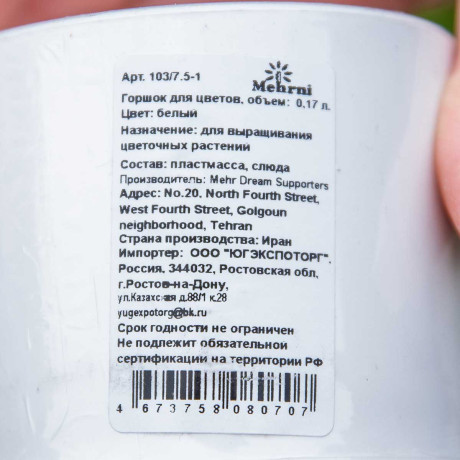 Арт. 103/7.5-1
Mehrni
Горшок для цветов, объем: 0,17 л.
Цвет: белый
Назначение: для выращивания
цветочных растений
Состав: пластмасса, слюда
Производитель: Mehr Dream Supporters
Адрес: No.20. North Fourth Street,
West Fourth Street, Golgoun
neighborhood, Tehran
Страна производства: Иран
Импортер: ООО "ЮГЭКСПОТОРГ".
Россия. 344032, Ростовская обл,
г.Ростов-на-Дону,
ул.Казахская д.88/1 к.28
yugexpotorg@bk.ru
Срок годности не ограничен
Не подлежит обязательной
сертификации на территории РФ
4 673758 080707